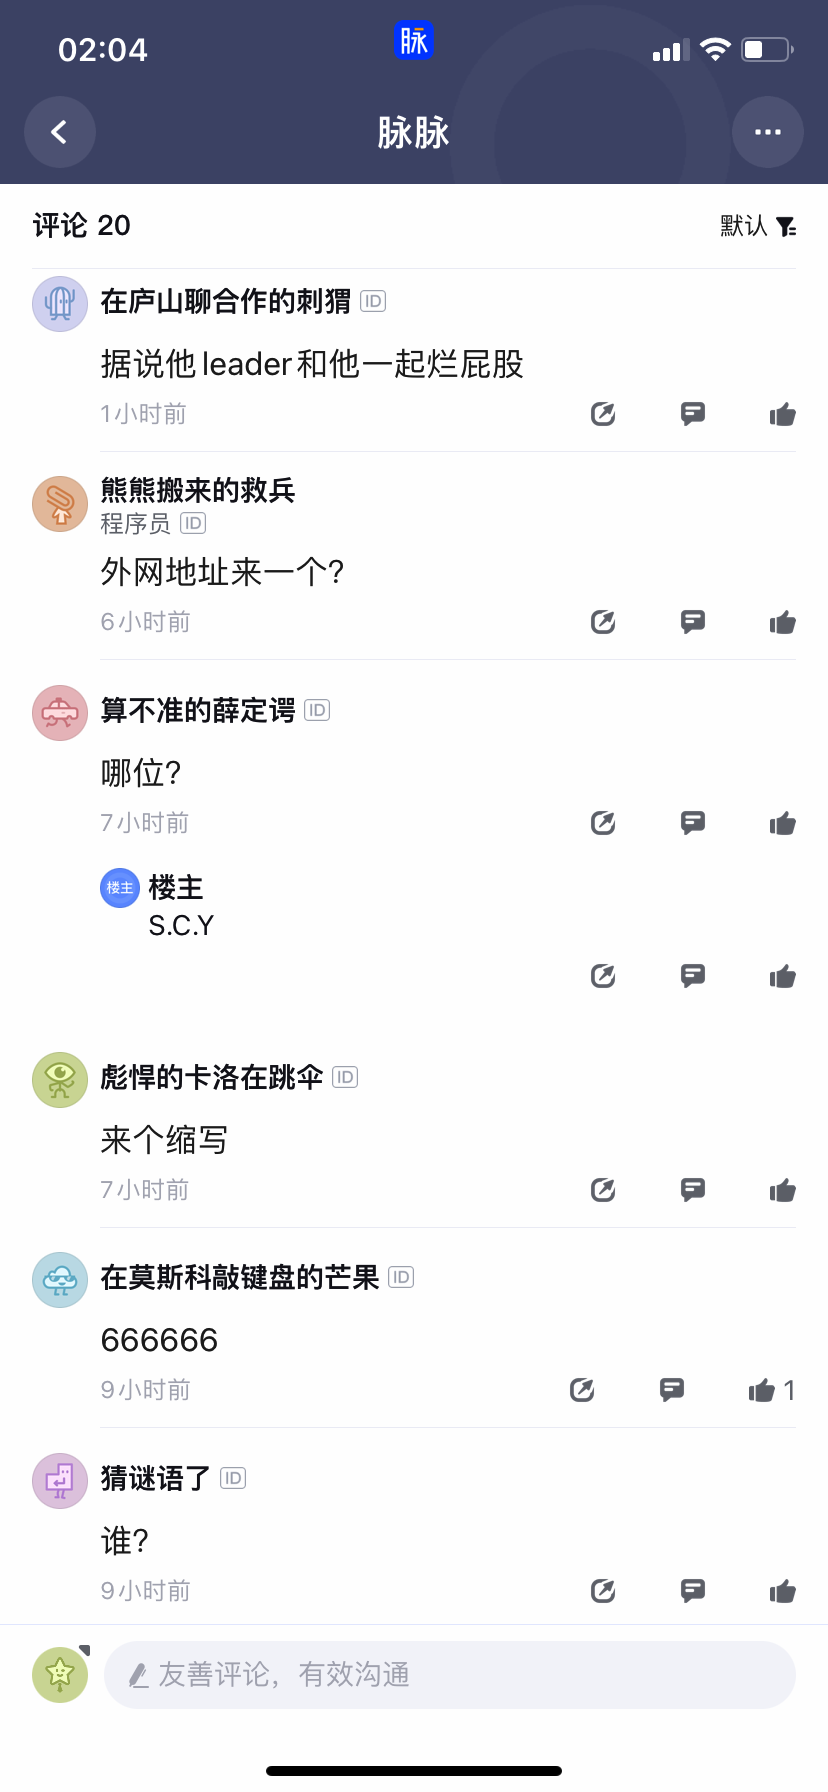 02:04
脉
脉脉
评论 20
默认
在庐山聊合作的刺猬 ID
据说他leader和他一起烂屁股
1小时前
熊熊搬来的救兵
程序员 ID
外网地址来一个?
6小时前
算不准的薛定谔 ID
哪位?
7小时前
楼主 楼主
S.C.Y
彪悍的卡洛在跳伞 ID
来个缩写
7小时前
在莫斯科敲键盘的芒果 ID
666666
9小时前
1
猜谜语了 ID
谁?
9小时前
友善评论，有效沟通